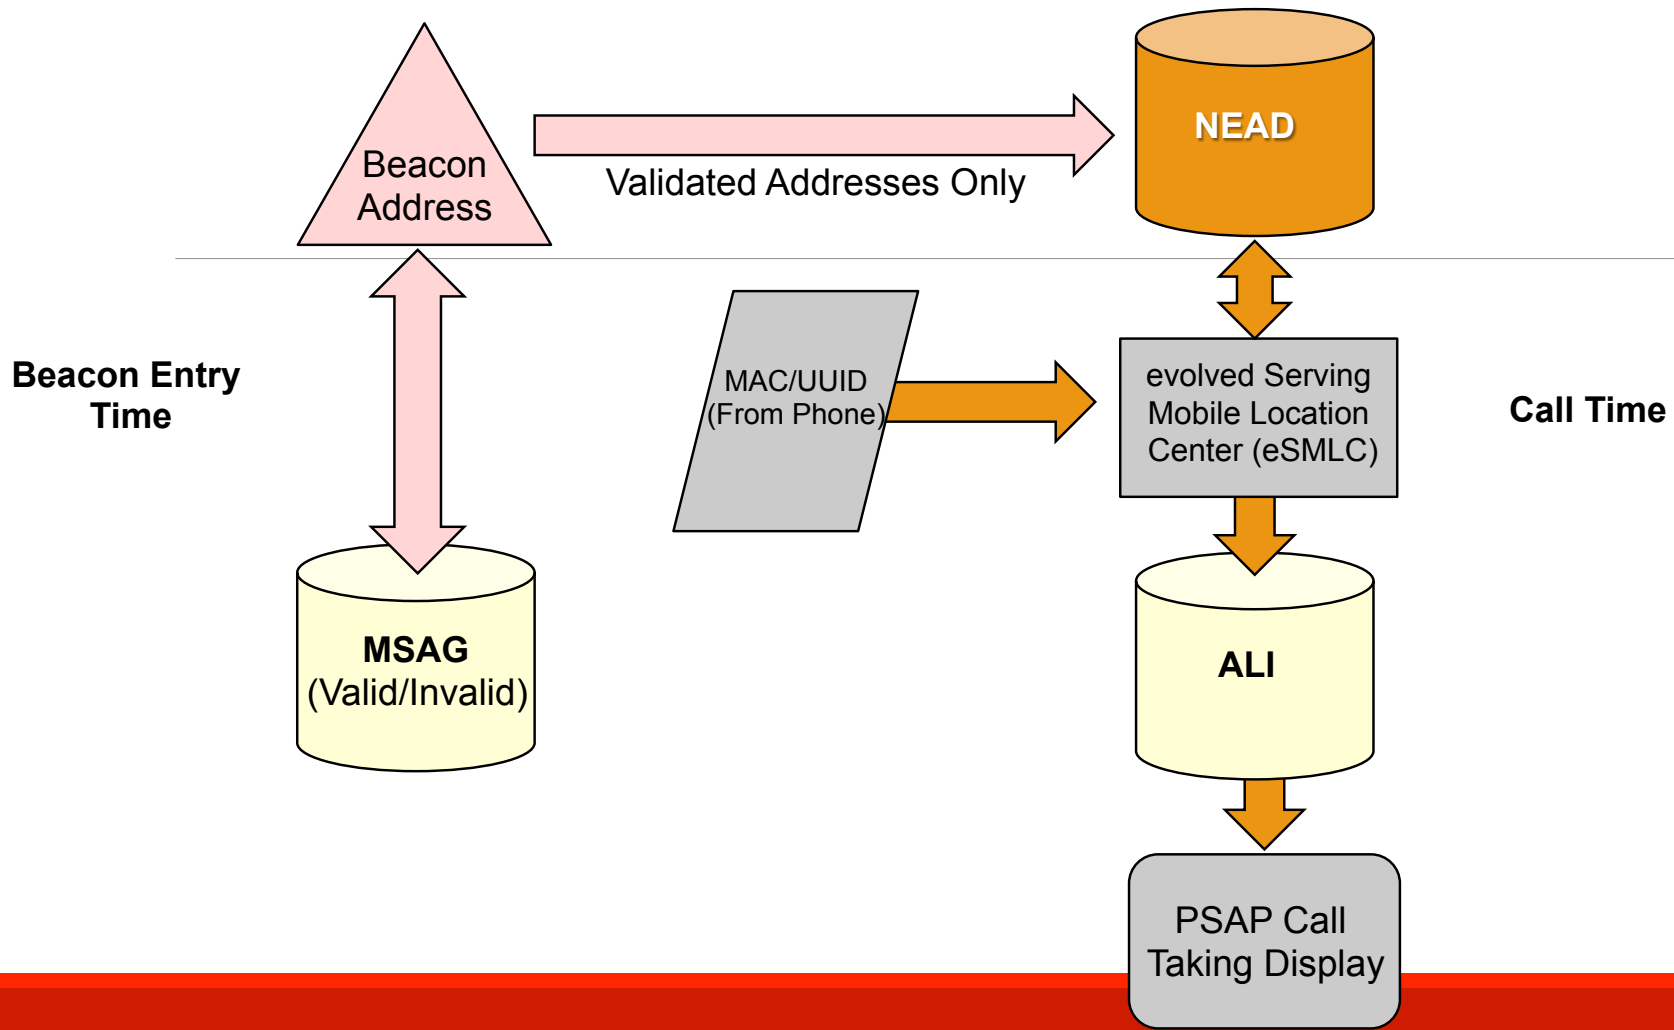 Beacon
Address
Validated Addresses Only
NEAD
Beacon Entry
Time
MAC/UUID
(From Phone)
evolved Serving
Mobile Location
Center (eSMLC)
Call Time
MSAG
(Valid/Invalid)
ALI
PSAP Call
Taking Display